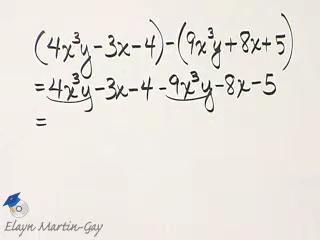 (4x³y - 3x - 4) - (9x³y + 8x + 5)
= 4x³y - 3x - 4 - 9x³y - 8x - 5
=
Elayn Martin-Gay